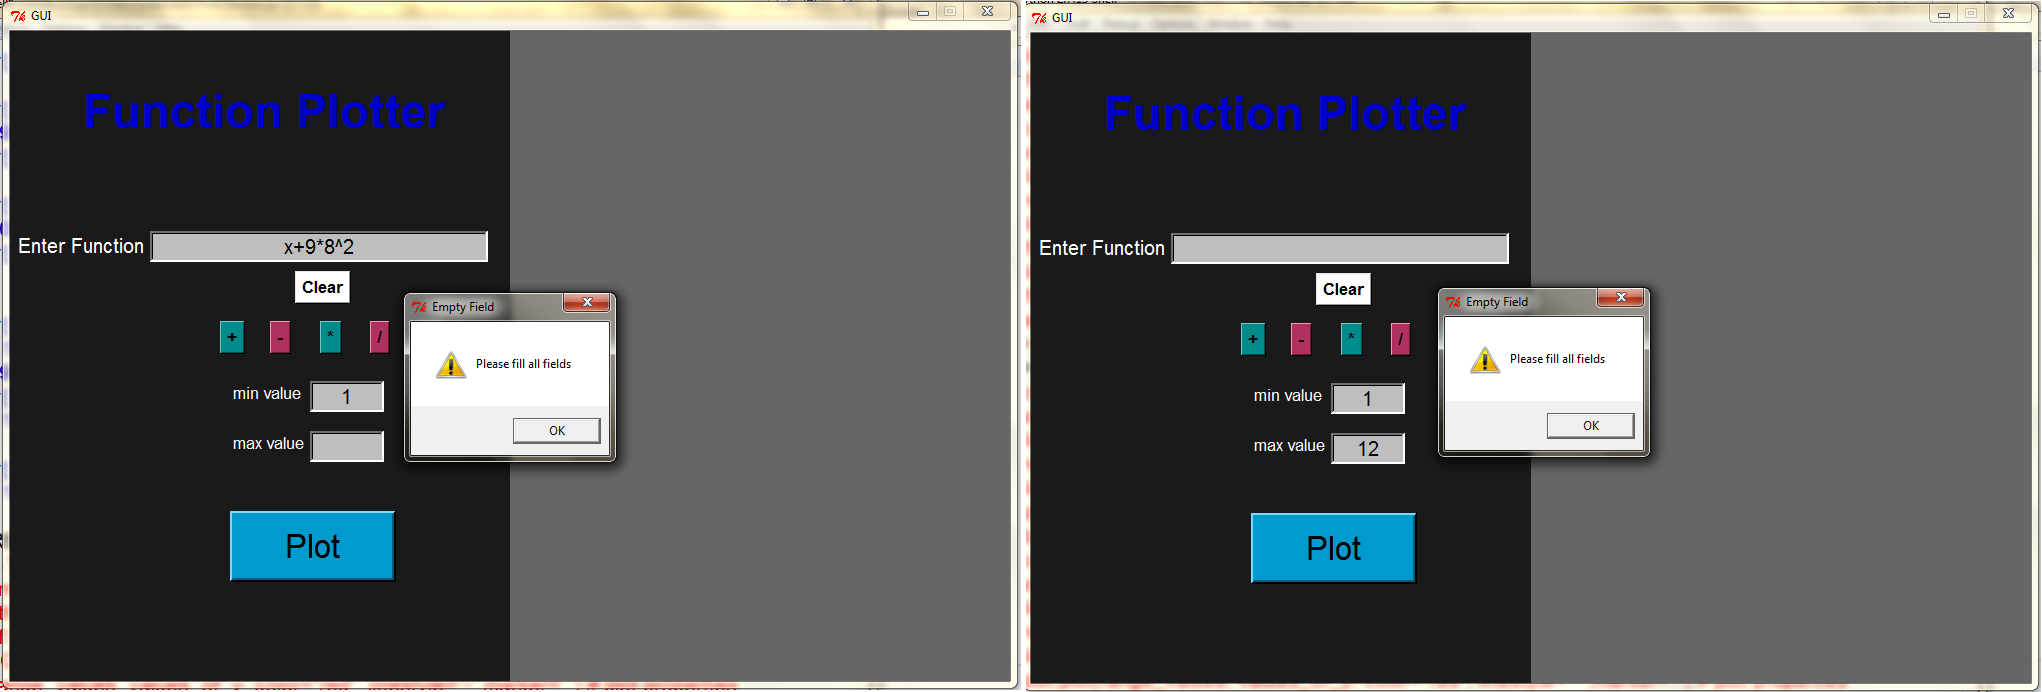 GUI
Function Plotter
Enter Function x+9*8^2
Clear
+ - * /
Empty Field
Please fill all fields
OK
min value 1
max value
Plot
GUI
Function Plotter
Enter Function
Clear
+ - * /
Empty Field
Please fill all fields
OK
min value 1
max value 12
Plot